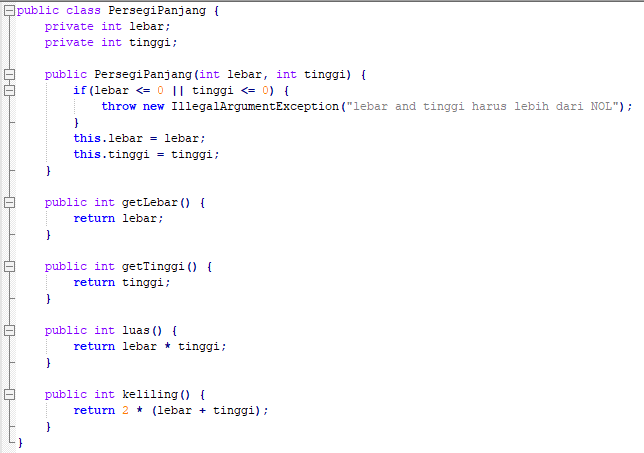 public class PersegiPanjang {
    private int lebar;
    private int tinggi;

    public PersegiPanjang(int lebar, int tinggi) {
        if(lebar <= 0 || tinggi <= 0) {
            throw new IllegalArgumentException("lebar and tinggi harus lebih dari NOL");
        }
        this.lebar = lebar;
        this.tinggi = tinggi;
    }

    public int getLebar() {
        return lebar;
    }

    public int getTinggi() {
        return tinggi;
    }

    public int luas() {
        return lebar * tinggi;
    }

    public int keliling() {
        return 2 * (lebar + tinggi);
    }
}